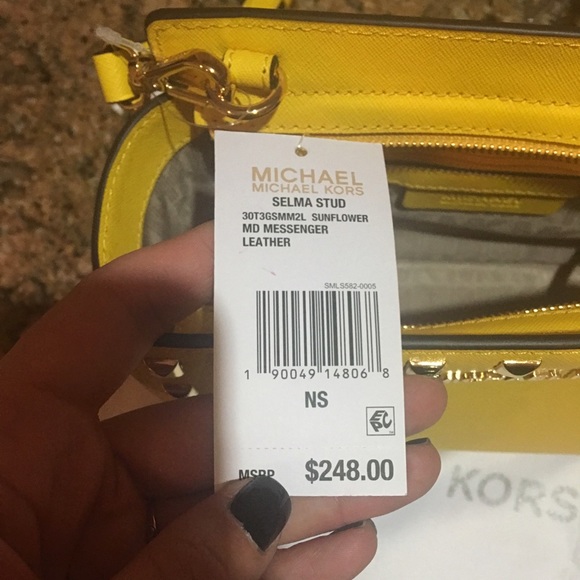 MICHAEL
MICHAEL KORS
SELMA STUD
30T3GSMM2L SUNFLOWER
MD MESSENGER
LEATHER
SMLS582-0005
1 90049 14806 8
NS
EPC
MSRP $248.00
KORS